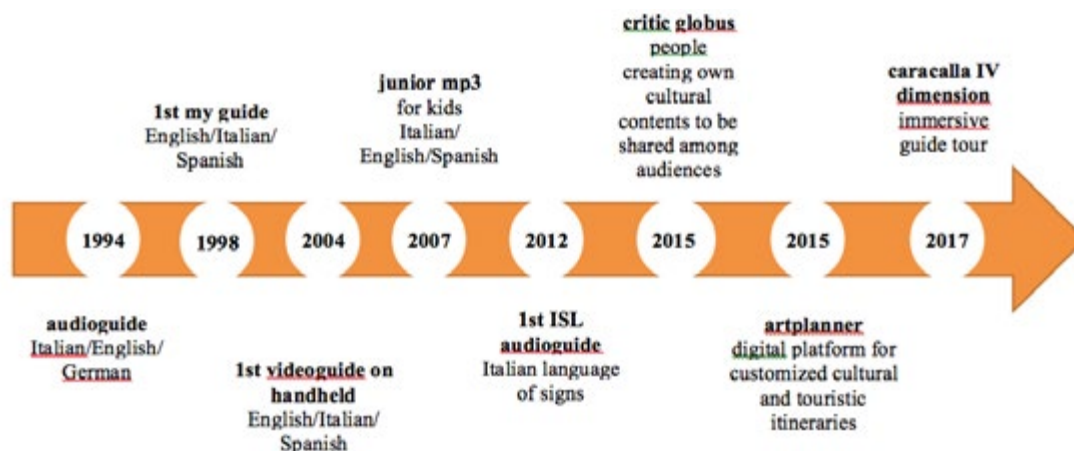 critic globus
people
creating own
cultural
contents to be
shared among
audiences
caracalla IV
dimension
immersive
guide tour
junior mp3
for kids
Italian/
English/Spanish
1st my guide
English/Italian/
Spanish
1994
1998
2004
2007
2012
2015
2015
2017
audioguide
Italian/English/
German
1st videoguide on
handheld
English/Italian/
Spanish
1st ISL
audioguide
Italian language
of signs
artplanner
digital platform for
customized cultural
and touristic
itineraries